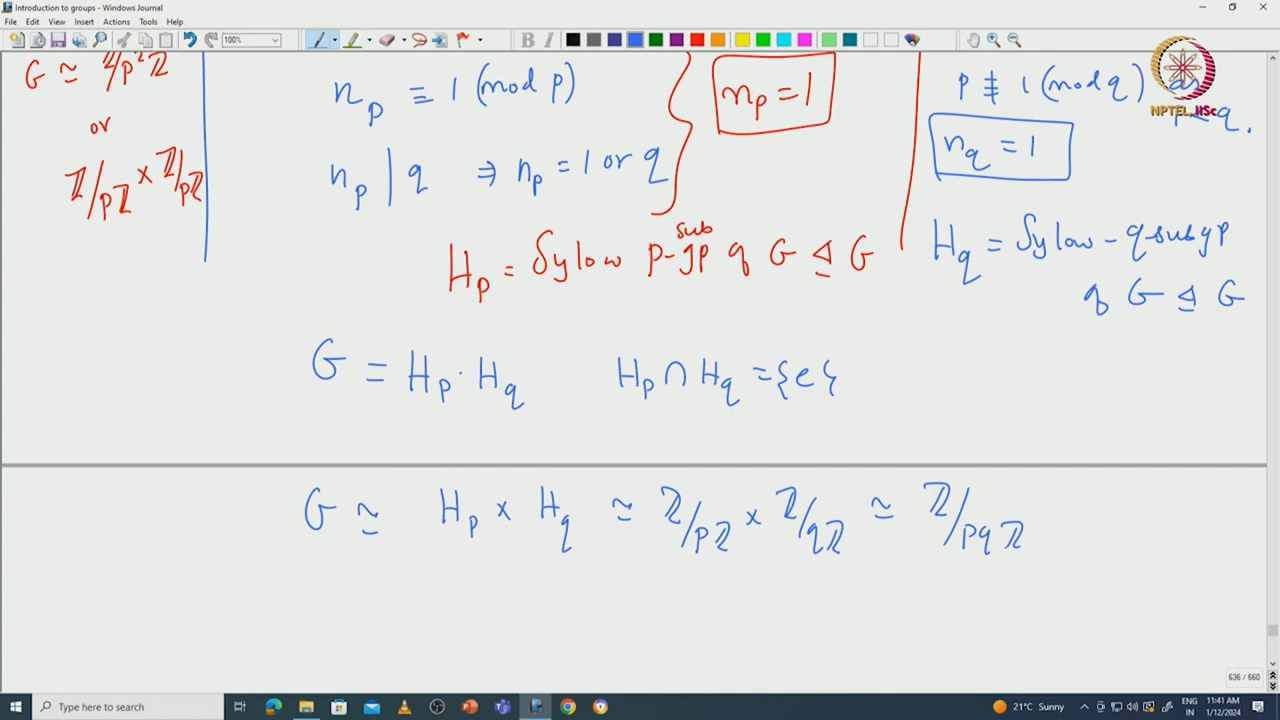 Introduction to groups - Windows Journal
File Edit View Insert Actions Tools Help
100%
B I
NPTEL, IISc
G ≃ ℤ/p²ℤ
or
ℤ/pℤ × ℤ/pℤ
n_p ≡ 1 (mod p)
n_p | q ⇒ n_p = 1 or q
n_p = 1
H_p = Sylow p-subgp of G ⊴ G
p ≢ 1 (mod q)
p < q.
n_q = 1
H_q = Sylow - q-subgp
of G ⊴ G
G = H_p · H_q H_p ∩ H_q = {e}
G ≃ H_p × H_q ≃ ℤ/pℤ × ℤ/qℤ ≃ ℤ/pqℤ
636 / 660
Type here to search
21°C Sunny
ENG
IN
11:41 AM
1/12/2024